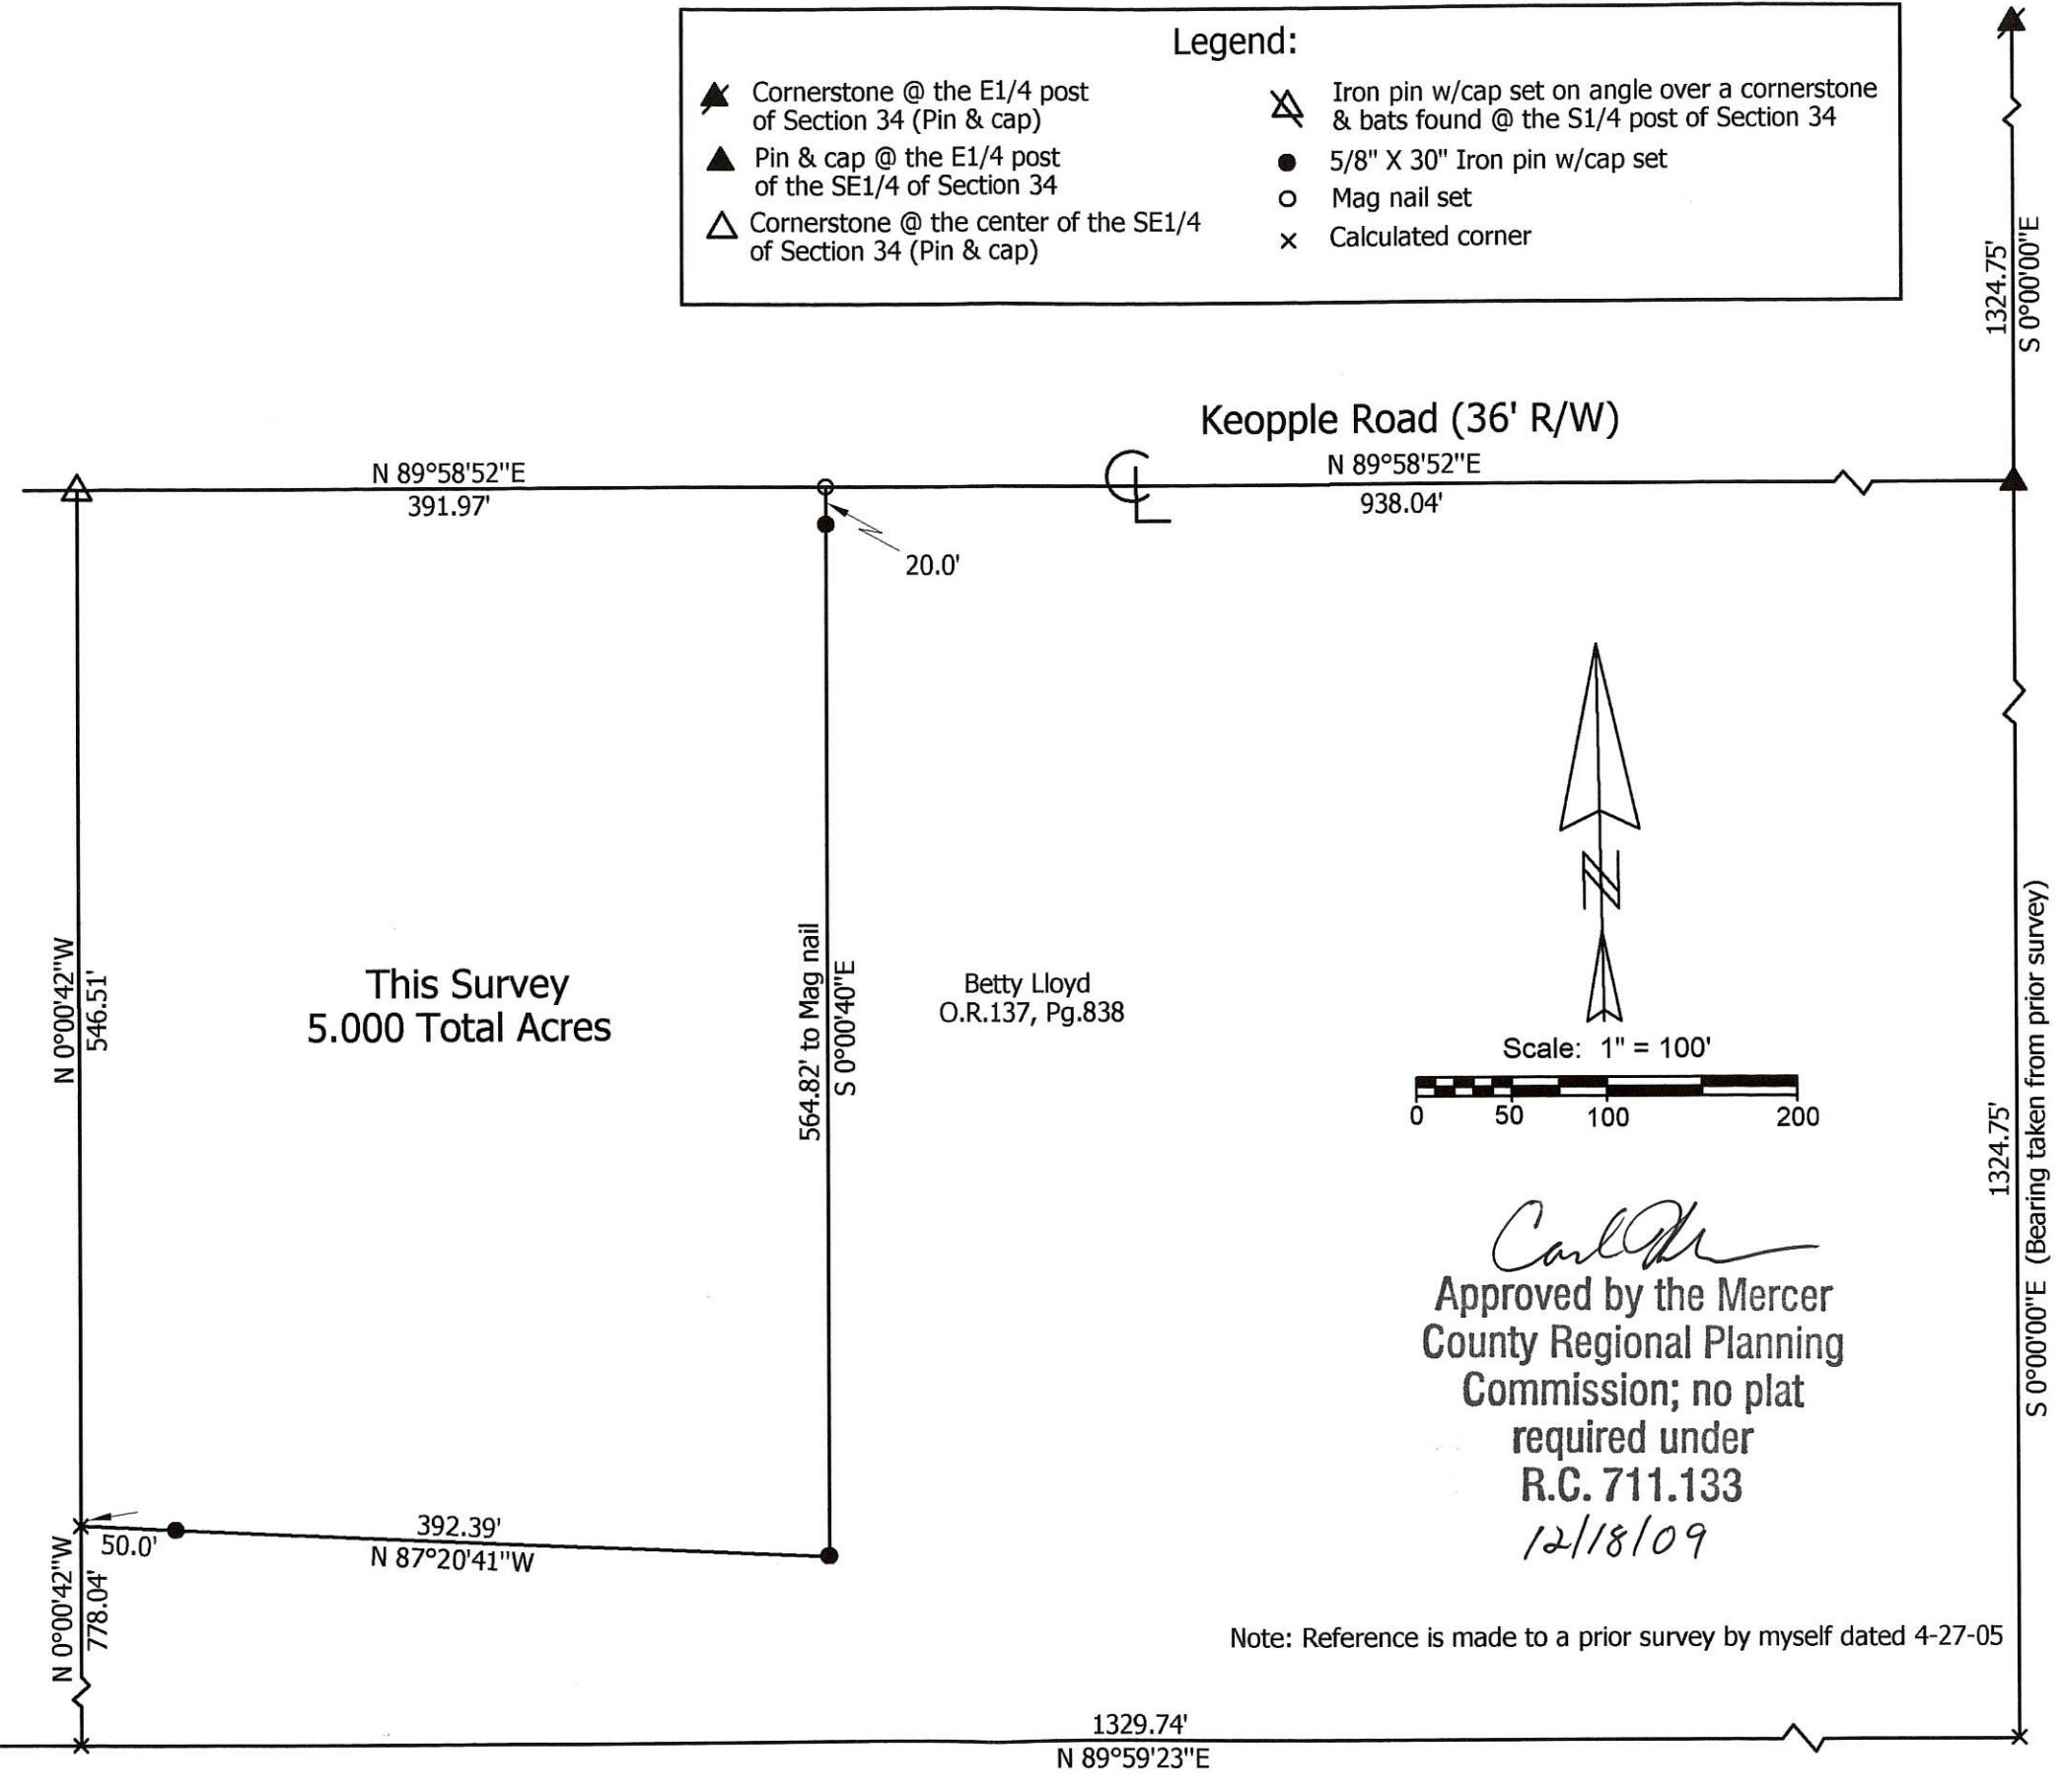 Legend:
Cornerstone @ the E1/4 post
of Section 34 (Pin & cap)
Pin & cap @ the E1/4 post
of the SE1/4 of Section 34
Cornerstone @ the center of the SE1/4
of Section 34 (Pin & cap)
Iron pin w/cap set on angle over a cornerstone
& bats found @ the S1/4 post of Section 34
5/8" X 30" Iron pin w/cap set
Mag nail set
Calculated corner
1324.75'
S 0°00'00"E
Keopple Road (36' R/W)
N 89°58'52"E
391.97'
CL
N 89°58'52"E
938.04'
20.0'
N 0°00'42"W
546.51'
This Survey
5.000 Total Acres
564.82' to Mag nail
S 0°00'40"E
Betty Lloyd
O.R.137, Pg.838
N
Scale: 1" = 100'
0 50 100 200
1324.75'
S 0°00'00"E (Bearing taken from prior survey)
Approved by the Mercer
County Regional Planning
Commission; no plat
required under
R.C. 711.133
12/18/09
50.0'
392.39'
N 87°20'41"W
N 0°00'42"W
778.04'
Note: Reference is made to a prior survey by myself dated 4-27-05
1329.74'
N 89°59'23"E